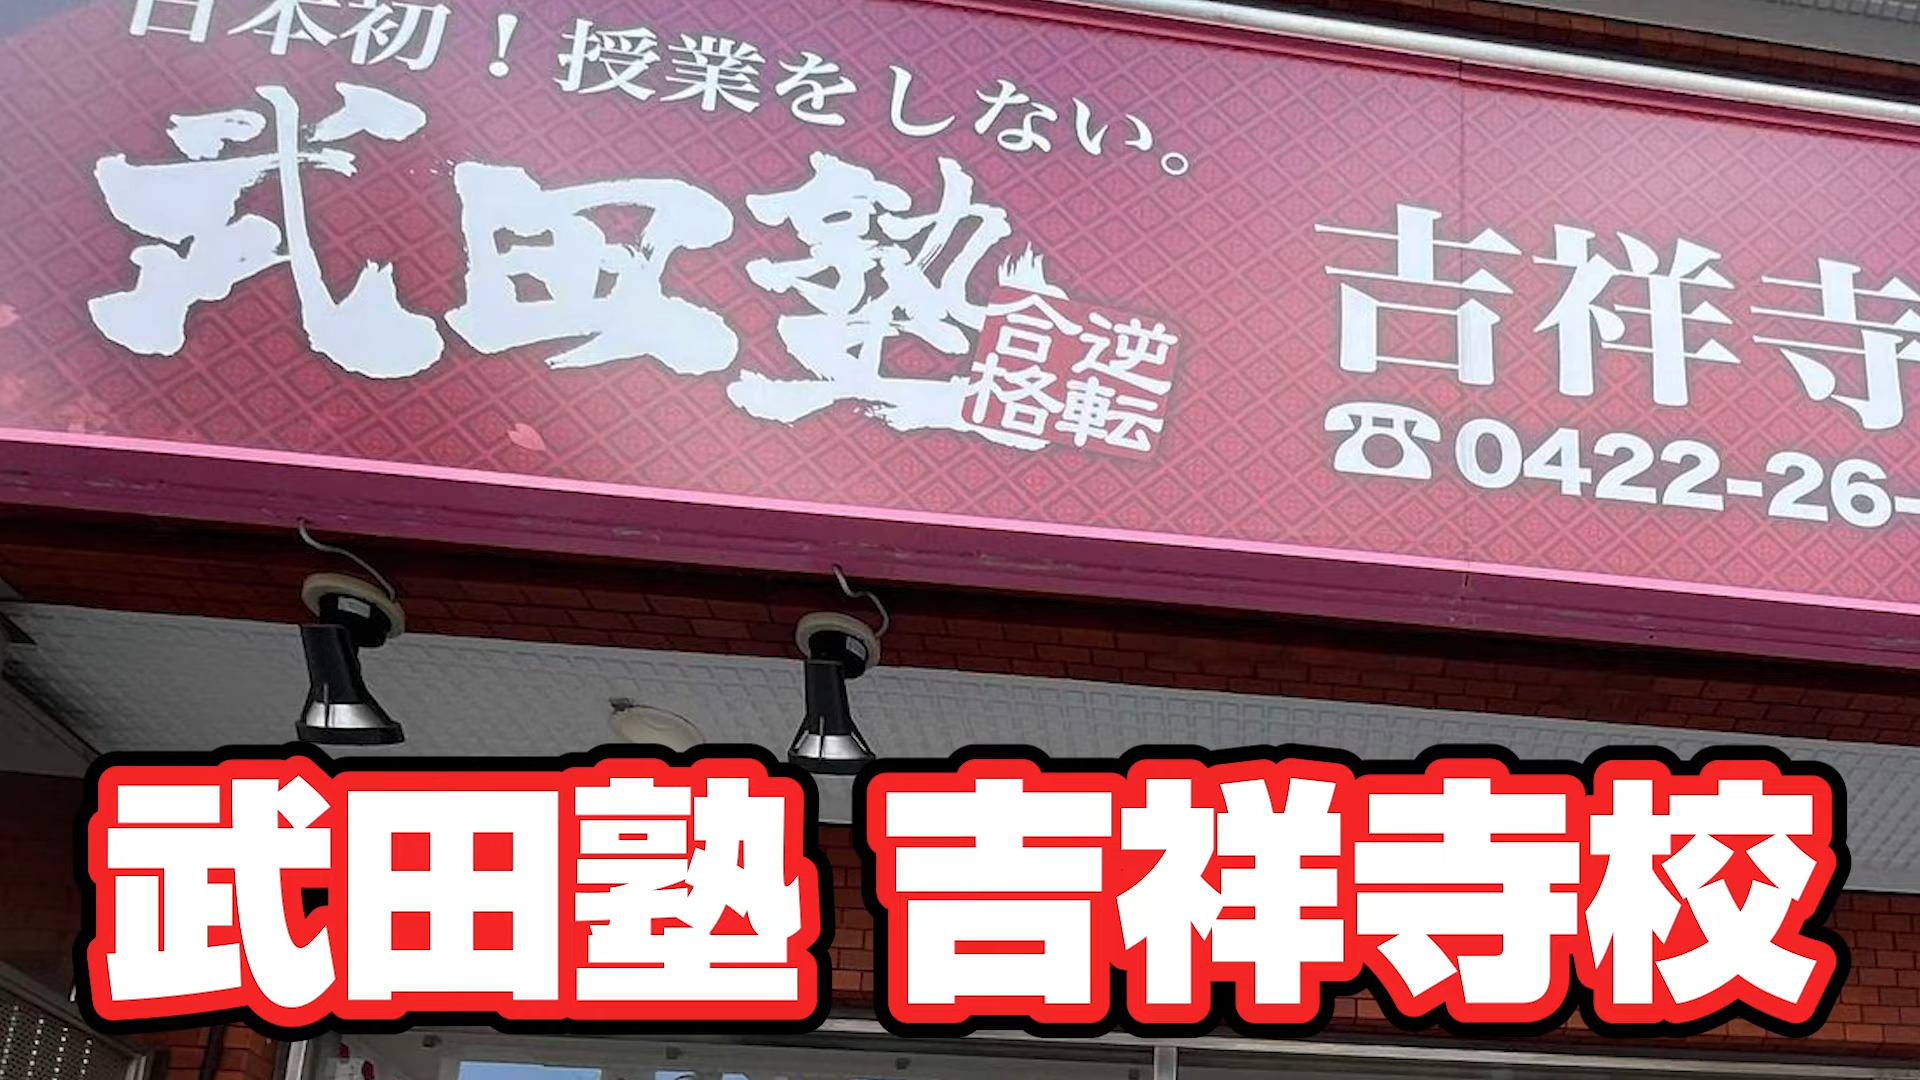 日本初！授業をしない。
武田塾
逆転
合格
吉祥寺
☎0422-26-
武田塾 吉祥寺校